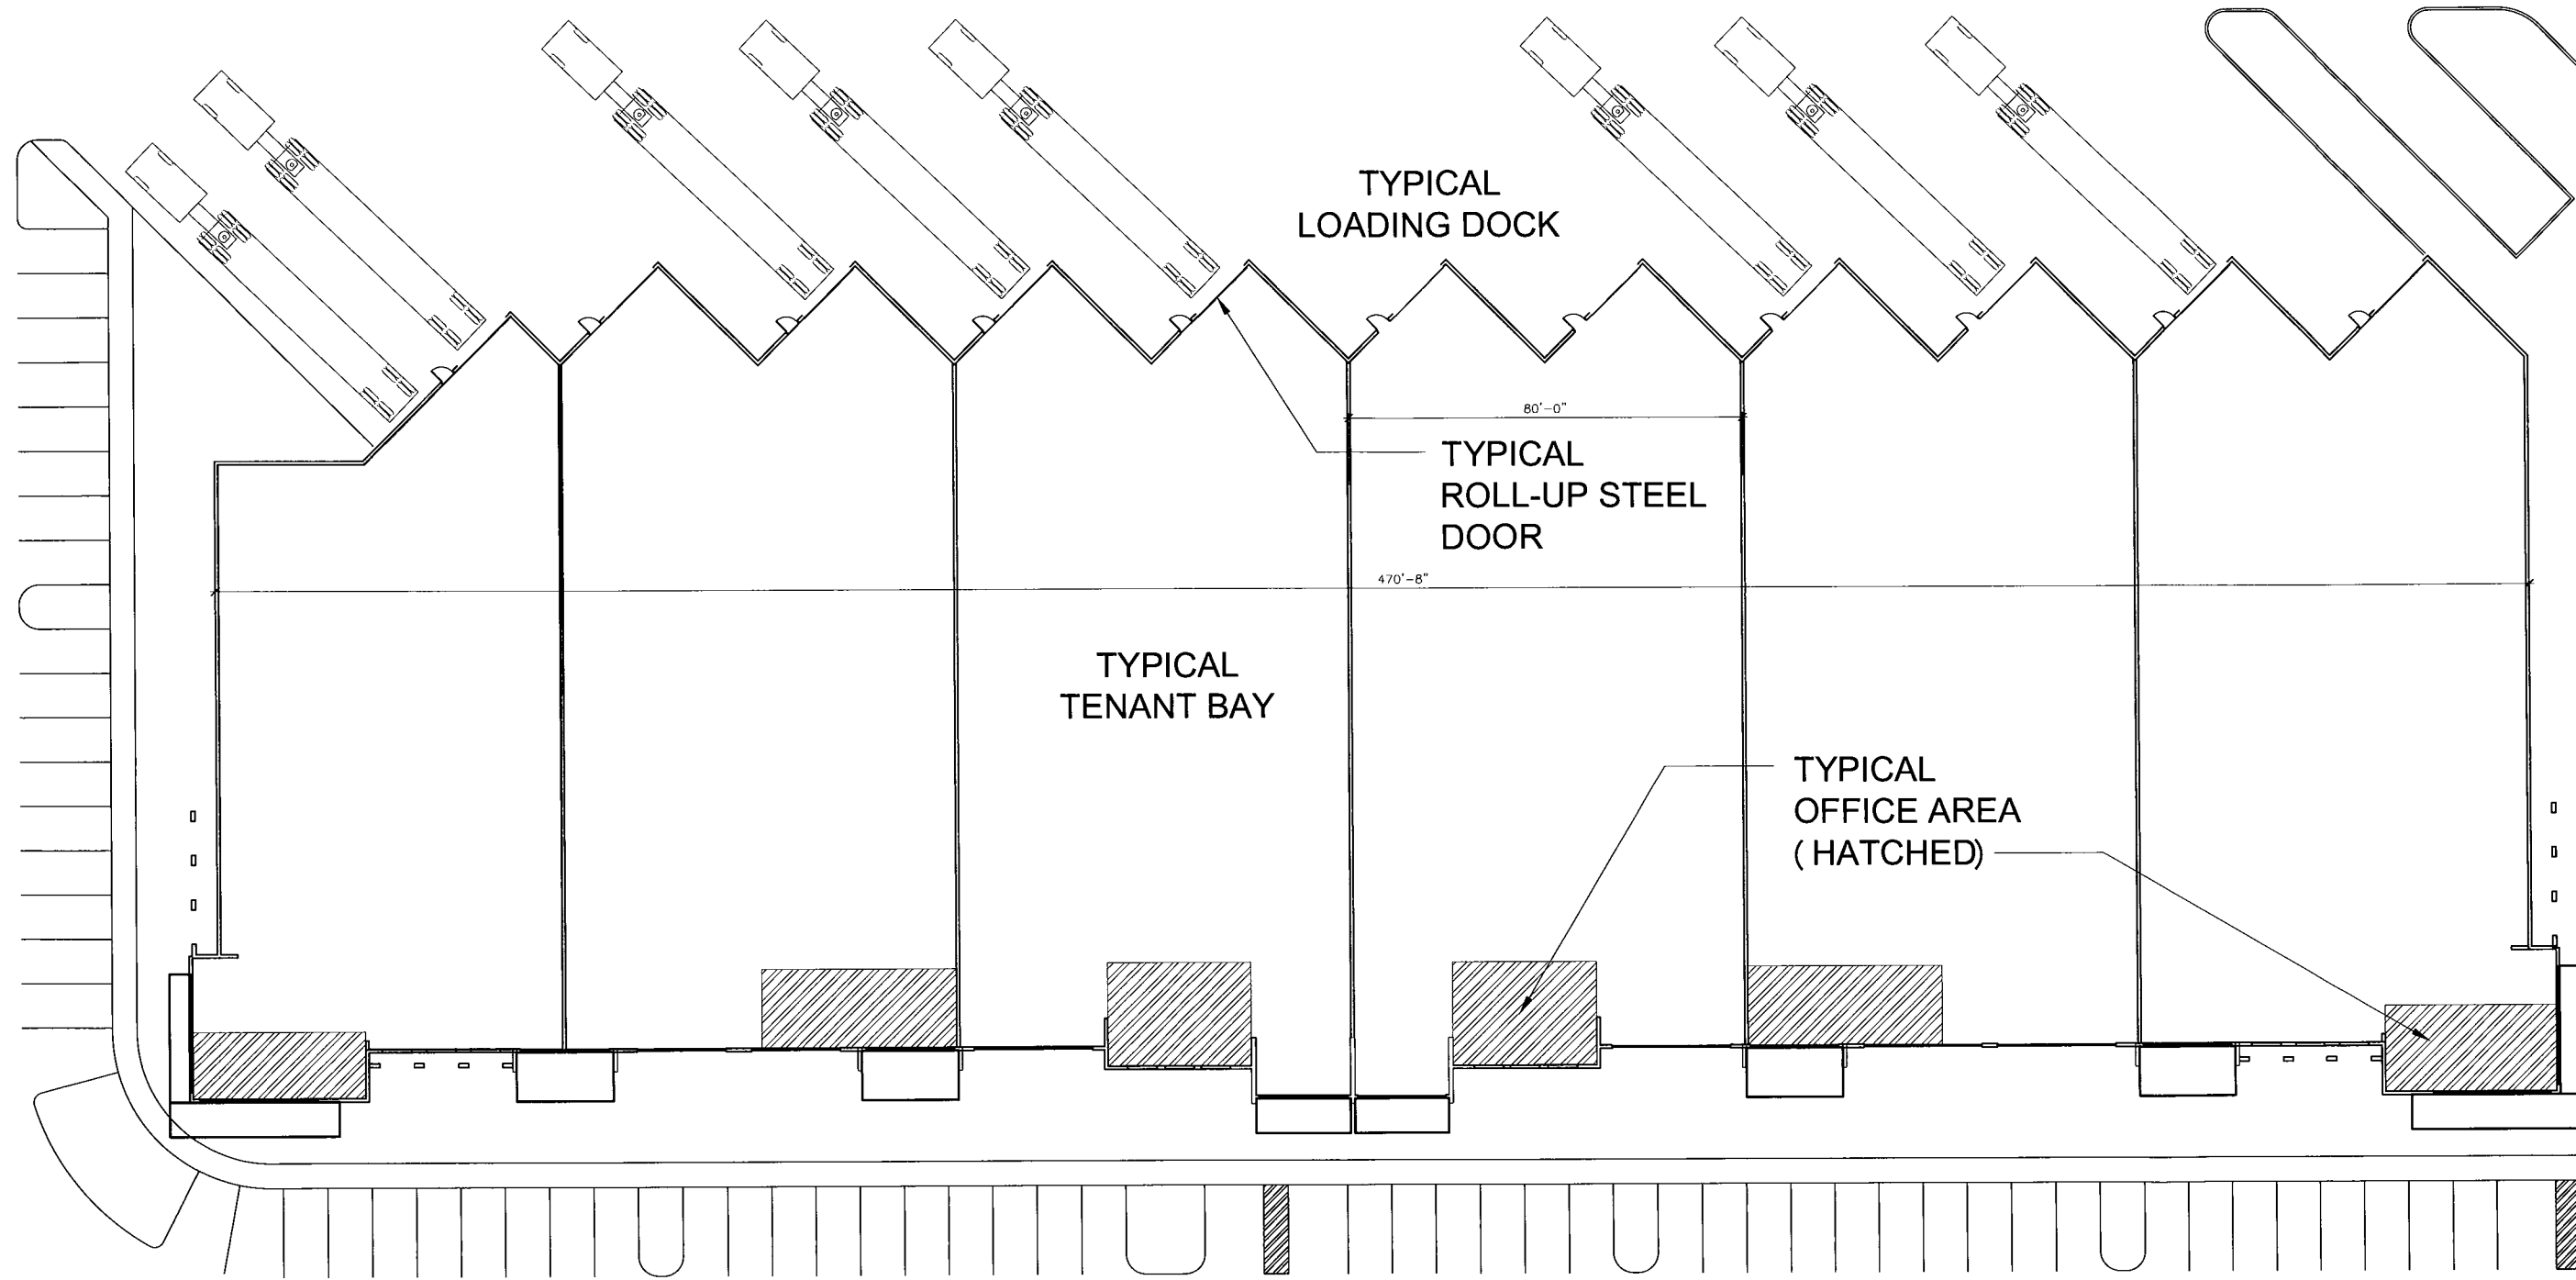 TYPICAL
LOADING DOCK
80'-0"
TYPICAL
ROLL-UP STEEL
DOOR
470'-8"
TYPICAL
TENANT BAY
TYPICAL
OFFICE AREA
( HATCHED)